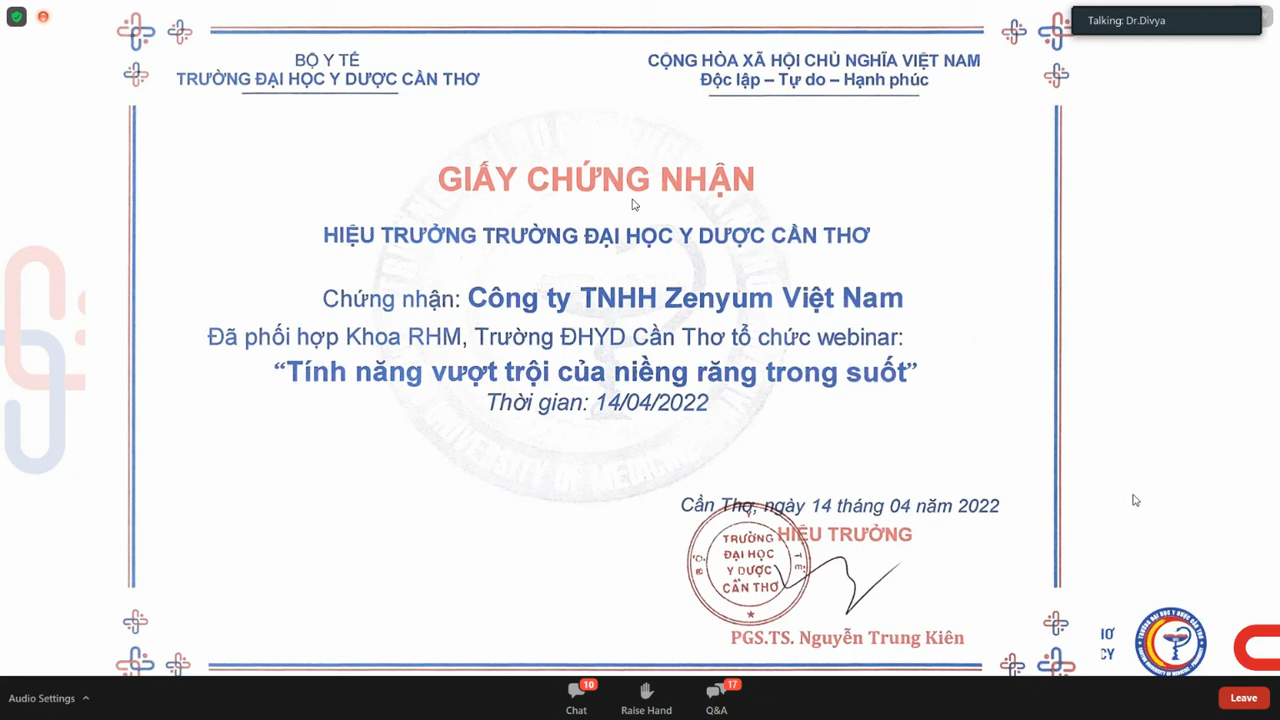 Talking: Dr.Divya
BỘ Y TẾ
TRƯỜNG ĐẠI HỌC Y DƯỢC CẦN THƠ
CỘNG HÒA XÃ HỘI CHỦ NGHĨA VIỆT NAM
Độc lập – Tự do – Hạnh phúc
GIẤY CHỨNG NHẬN
HIỆU TRƯỞNG TRƯỜNG ĐẠI HỌC Y DƯỢC CẦN THƠ
Chứng nhận: Công ty TNHH Zenyum Việt Nam
Đã phối hợp Khoa RHM, Trường ĐHYD Cần Thơ tổ chức webinar:
“Tính năng vượt trội của niềng răng trong suốt”
Thời gian: 14/04/2022
Cần Thơ, ngày 14 tháng 04 năm 2022
HIỆU TRƯỞNG
BỘ Y TẾ
TRƯỜNG
ĐẠI HỌC
Y DƯỢC
CẦN THƠ
PGS.TS. Nguyễn Trung Kiên
Audio Settings
10
Chat
Raise Hand
17
Q&A
Leave